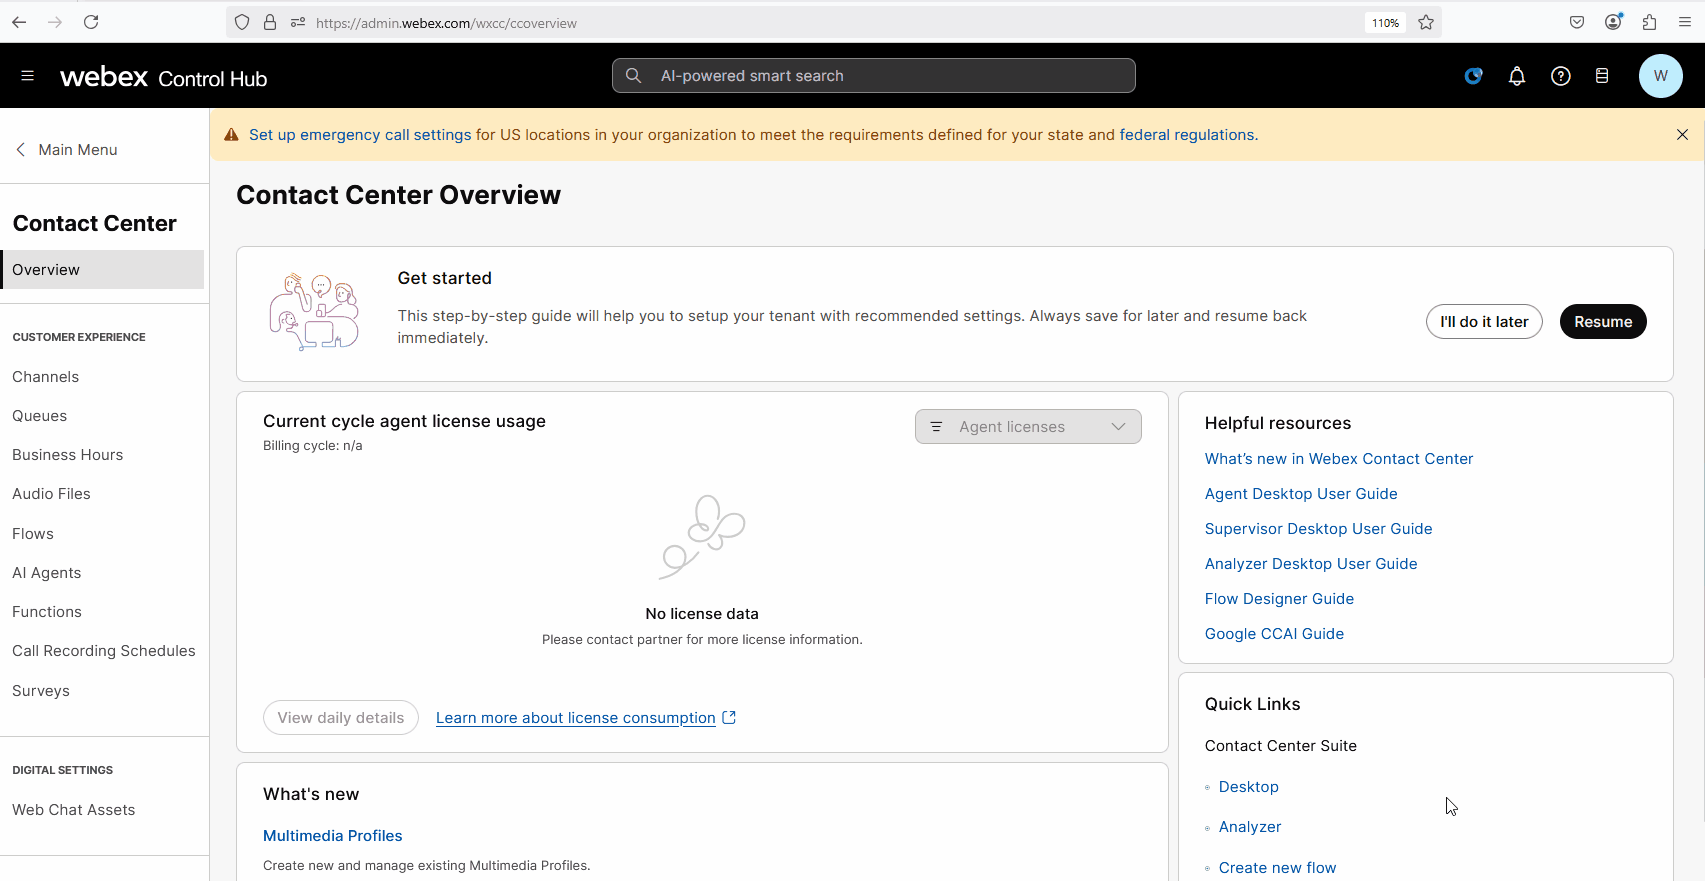 https://admin.webex.com/wxcc/ccoverview
110%
webex Control Hub
AI-powered smart search
W
Main Menu
Set up emergency call settings for US locations in your organization to meet the requirements defined for your state and federal regulations.
Contact Center
Overview
CUSTOMER EXPERIENCE
Channels
Queues
Business Hours
Audio Files
Flows
AI Agents
Functions
Call Recording Schedules
Surveys
DIGITAL SETTINGS
Web Chat Assets
Contact Center Overview
Get started
This step-by-step guide will help you to setup your tenant with recommended settings. Always save for later and resume back
immediately.
I'll do it later
Resume
Current cycle agent license usage
Billing cycle: n/a
Agent licenses
No license data
Please contact partner for more license information.
View daily details
Learn more about license consumption
What's new
Multimedia Profiles
Create new and manage existing Multimedia Profiles.
Helpful resources
What’s new in Webex Contact Center
Agent Desktop User Guide
Supervisor Desktop User Guide
Analyzer Desktop User Guide
Flow Designer Guide
Google CCAI Guide
Quick Links
Contact Center Suite
Desktop
Analyzer
Create new flow